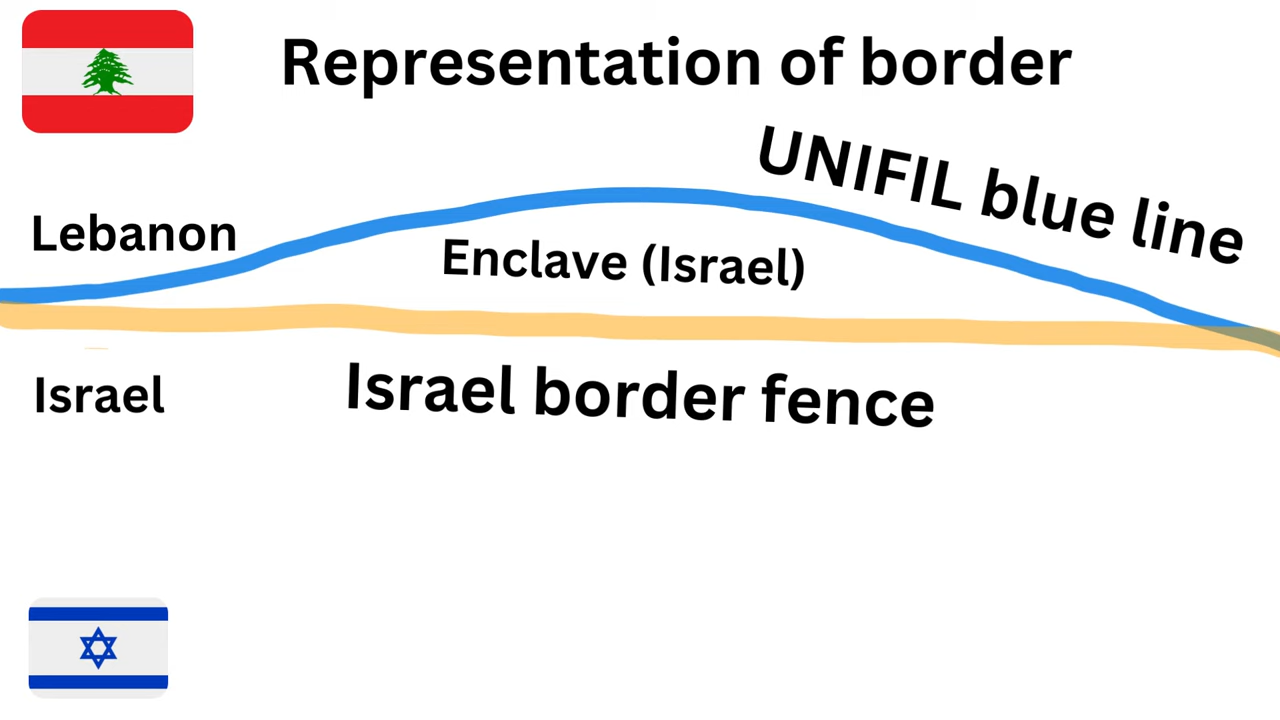 Representation of border
UNIFIL blue line
Lebanon
Enclave (Israel)
Israel
Israel border fence